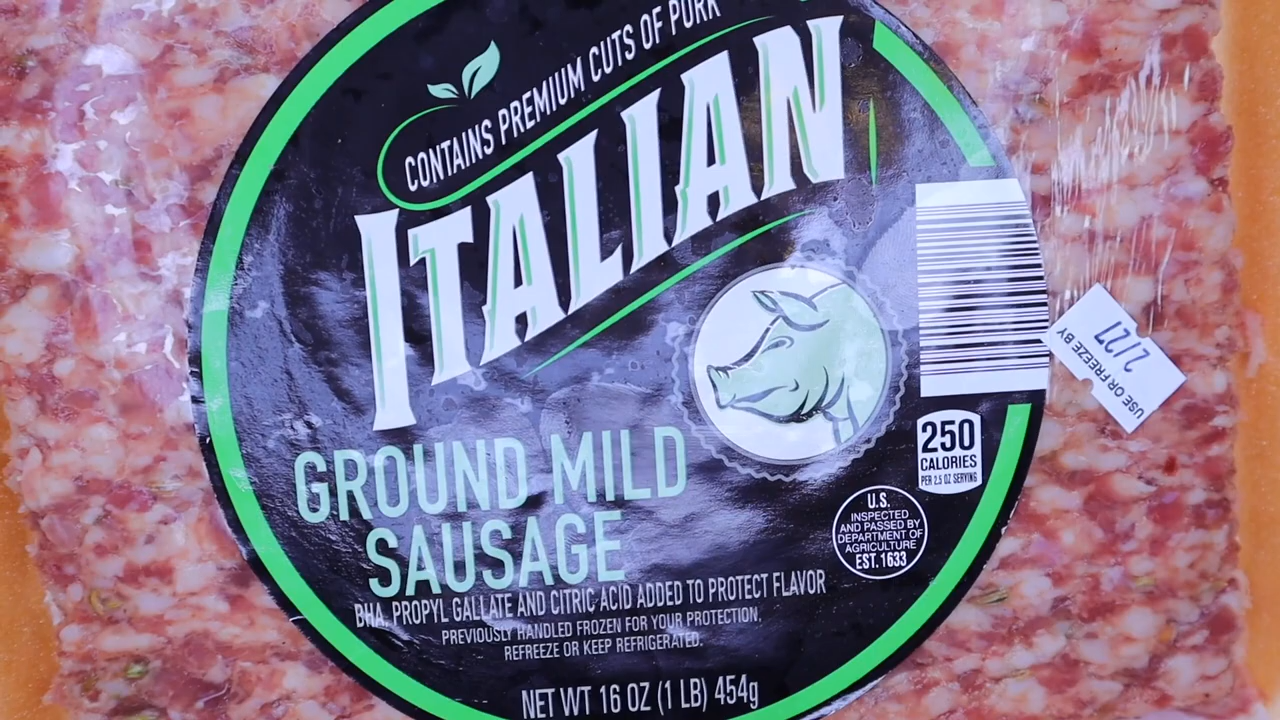 CONTAINS PREMIUM CUTS OF PORK
ITALIAN
GROUND MILD
SAUSAGE
BHA, PROPYL GALLATE AND CITRIC ACID ADDED TO PROTECT FLAVOR
PREVIOUSLY HANDLED FROZEN FOR YOUR PROTECTION.
REFREEZE OR KEEP REFRIGERATED.
NET WT 16 OZ (1 LB) 454g
250
CALORIES
PER 2.5 OZ SERVING
U.S.
INSPECTED
AND PASSED BY
DEPARTMENT OF
AGRICULTURE
EST. 1633
USE OR FREEZE BY
2/27